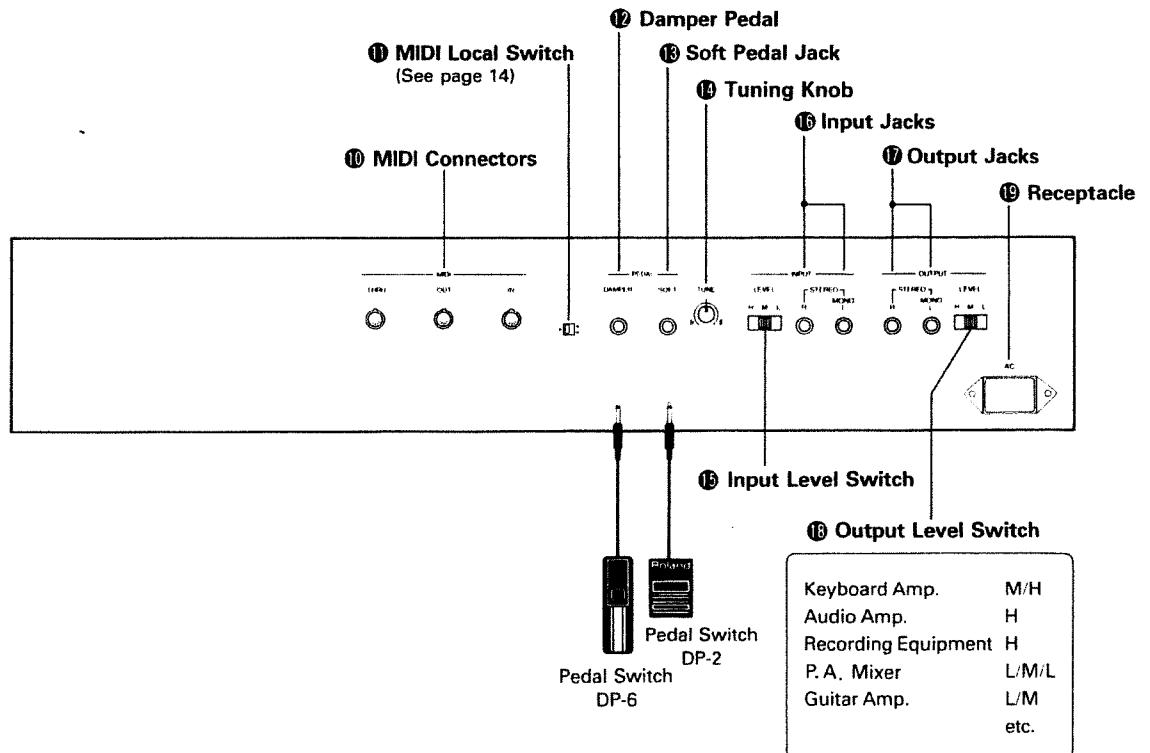 ⑫ Damper Pedal
⑪ MIDI Local Switch
(See page 14)
⑬ Soft Pedal Jack
⑭ Tuning Knob
⑯ Input Jacks
⑩ MIDI Connectors
⑰ Output Jacks
⑲ Receptacle
MIDI
THRU OUT IN
PEDAL
DAMPER SOFT
TUNE
INPUT
LEVEL STEREO
H M L R MONO
OUTPUT
STEREO LEVEL
R MONO H M L
AC
⑮ Input Level Switch
⑱ Output Level Switch
Roland
Pedal Switch
DP-2
Pedal Switch
DP-6
Keyboard Amp. M/H
Audio Amp. H
Recording Equipment H
P.A. Mixer L/M/L
Guitar Amp. L/M
etc.